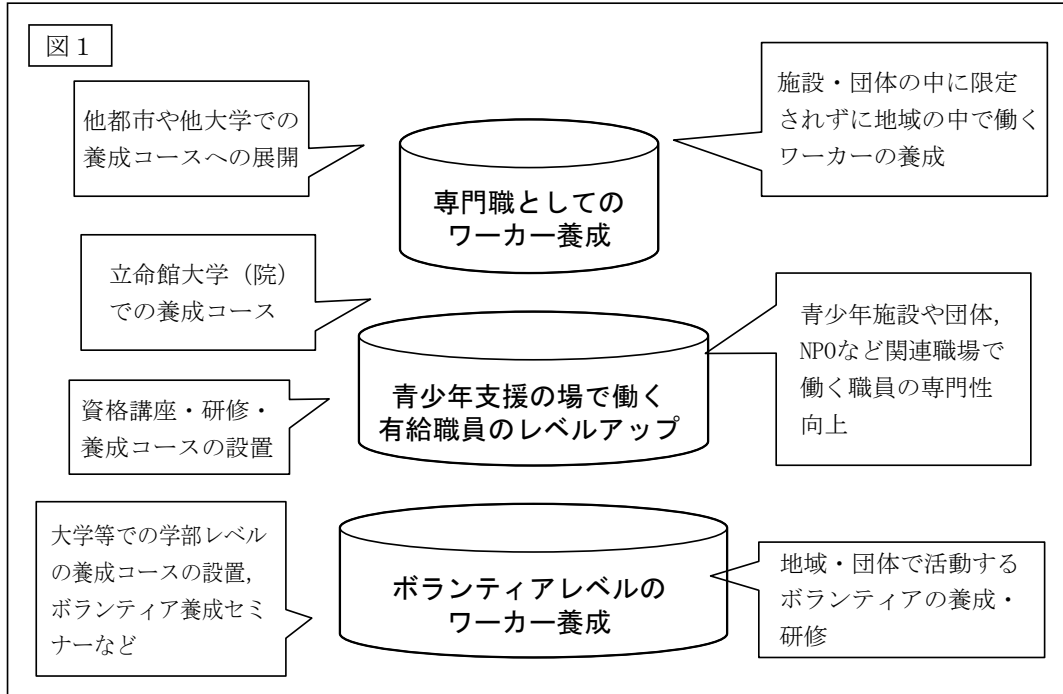 図1
他都市や他大学での
養成コースへの展開
施設・団体の中に限定
されずに地域の中で働く
ワーカーの養成
専門職としての
ワーカー養成
立命館大学（院）
での養成コース
青少年施設や団体,
NPOなど関連職場で
働く職員の専門性
向上
青少年支援の場で働く
有給職員のレベルアップ
資格講座・研修・
養成コースの設置
大学等での学部レベル
の養成コースの設置,
ボランティア養成セミ
ナーなど
ボランティアレベルの
ワーカー養成
地域・団体で活動する
ボランティアの養成・
研修